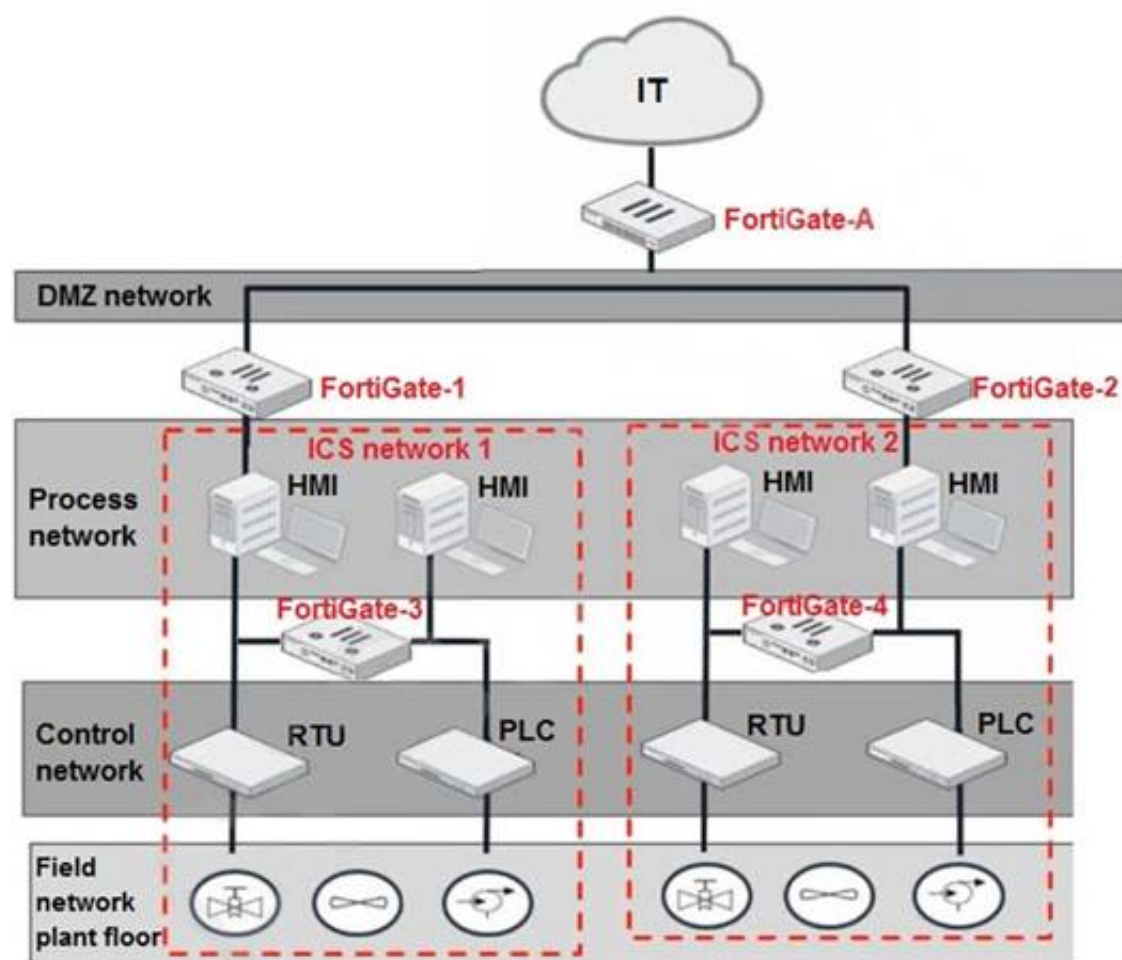 IT
FortiGate-A
DMZ network
FortiGate-1
FortiGate-2
ICS network 1
ICS network 2
Process
network
HMI
HMI
HMI
HMI
FortiGate-3
FortiGate-4
Control
network
RTU
PLC
RTU
PLC
Field
network
plant floor